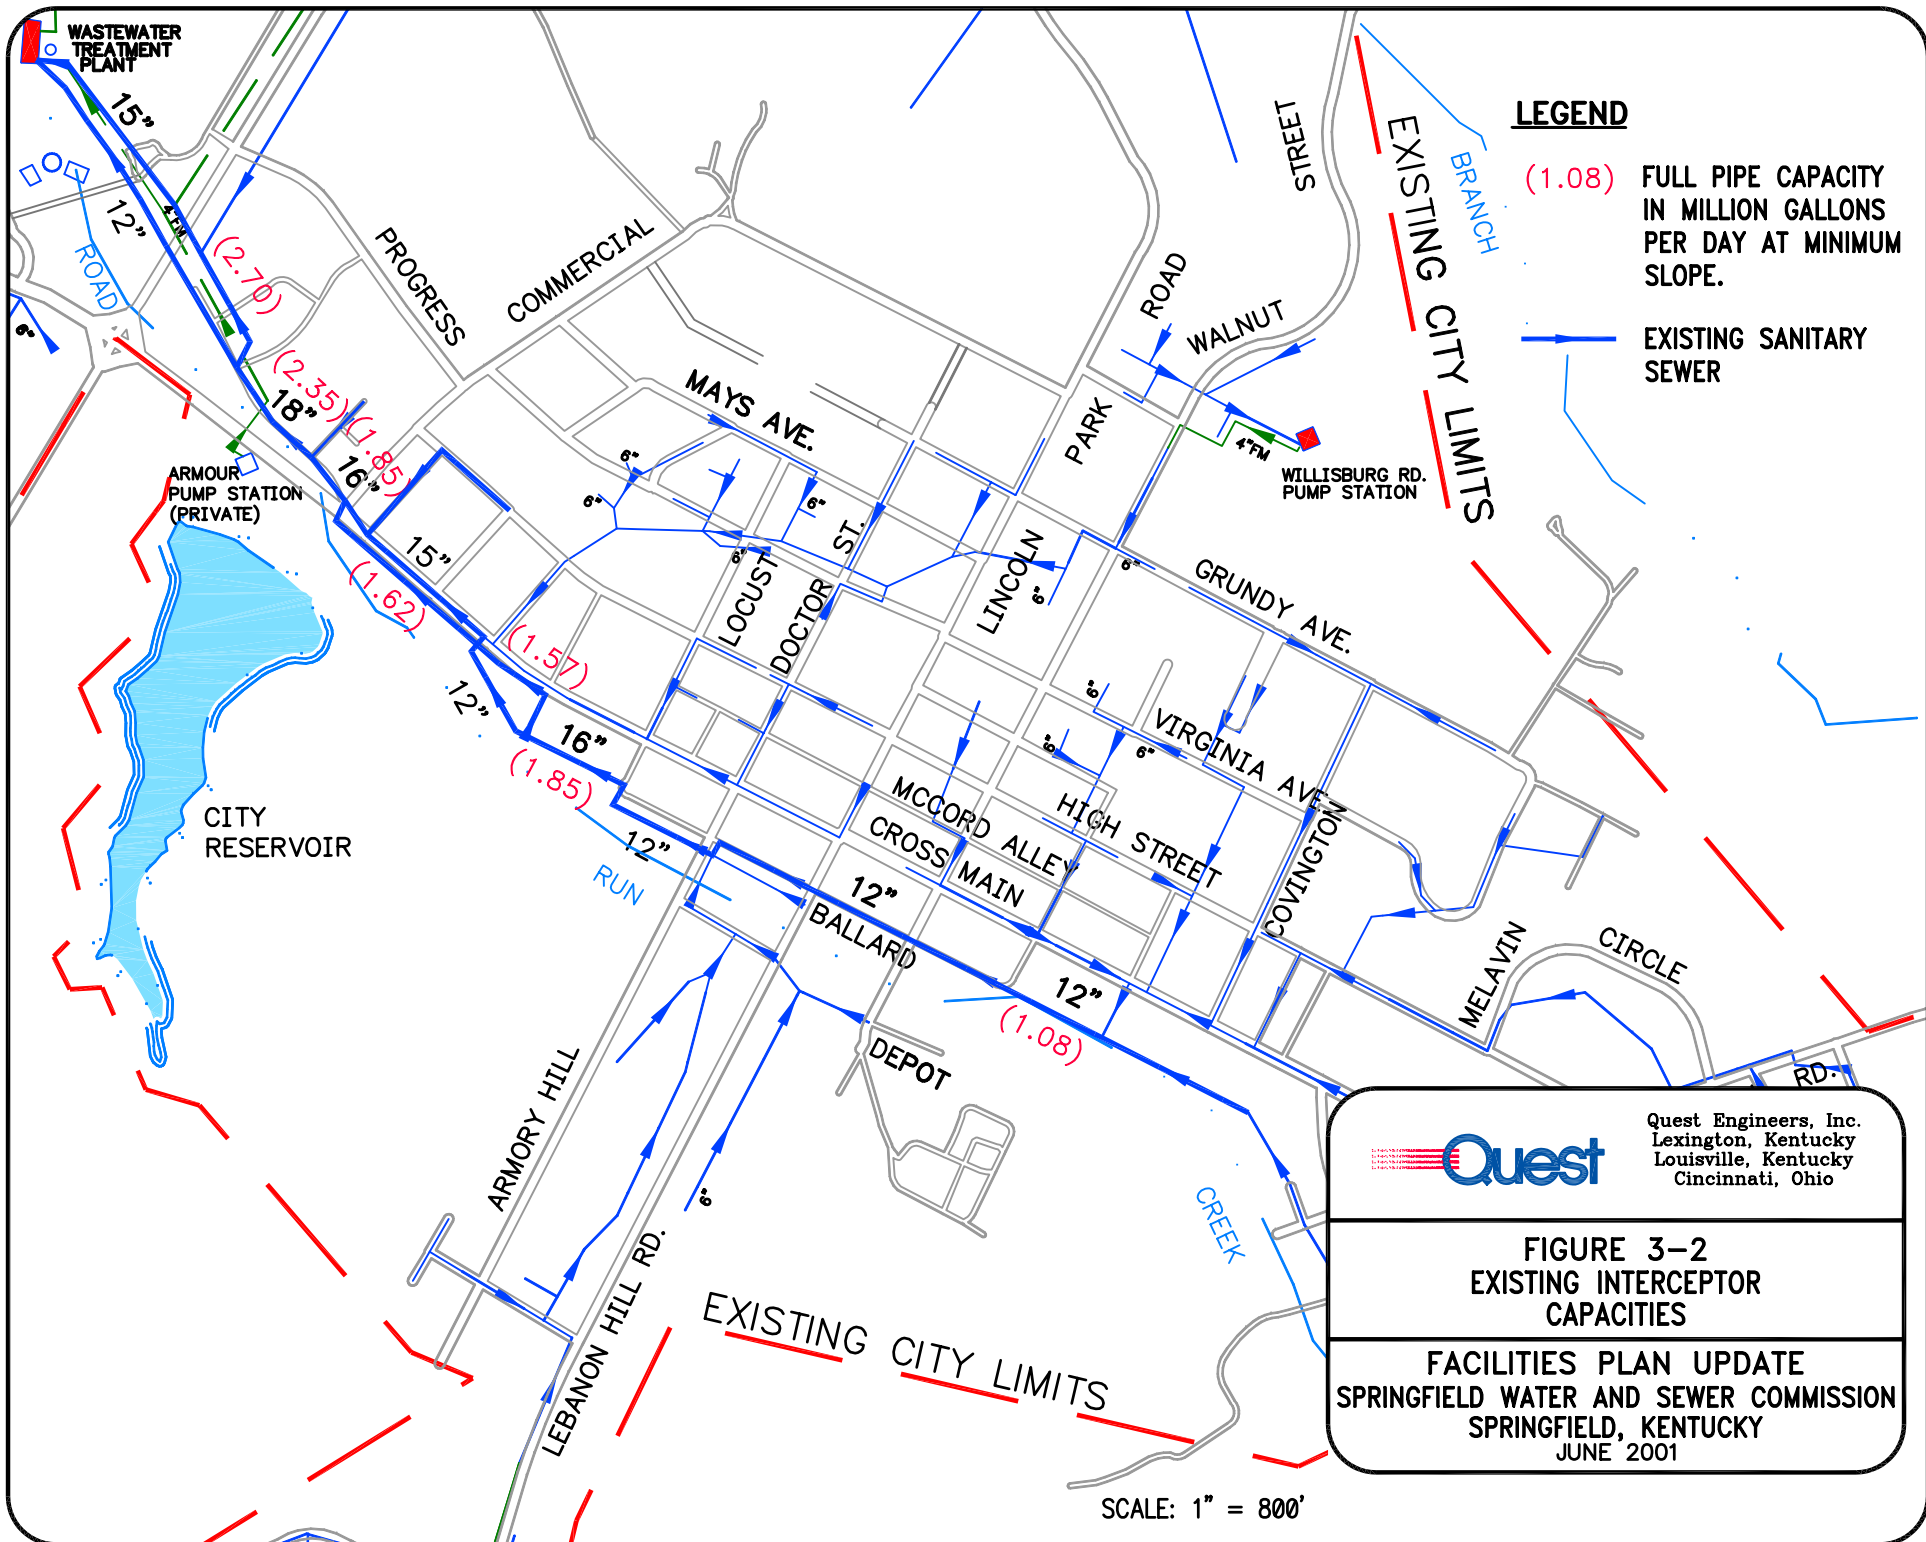 WASTEWATER
TREATMENT
PLANT
15"
12"
4"FM
ROAD
(2.70)
6"
PROGRESS
COMMERCIAL
(2.35)
18"
(1.85)
16"
ARMOUR
PUMP STATION
(PRIVATE)
15"
(1.62)
(1.57)
12"
16"
(1.85)
12"
RUN
CITY
RESERVOIR
MAYS AVE.
6"
6"
6"
6"
LOCUST
DOCTOR
ST.
LINCOLN
6"
PARK
ROAD
WALNUT
STREET
4"FM
WILLISBURG RD.
PUMP STATION
EXISTING CITY LIMITS
BRANCH
LEGEND
(1.08)
FULL PIPE CAPACITY
IN MILLION GALLONS
PER DAY AT MINIMUM
SLOPE.
EXISTING SANITARY
SEWER
6"
GRUNDY AVE.
6"
6"
6"
VIRGINIA AVE.
HIGH STREET
MCCORD ALLEY
CROSS
MAIN
COVINGTON
12"
BALLARD
12"
(1.08)
DEPOT
MELAVIN
CIRCLE
RD.
ARMORY HILL
6"
LEBANON HILL RD.
CREEK
EXISTING CITY LIMITS
Quest
Quest Engineers, Inc.
Lexington, Kentucky
Louisville, Kentucky
Cincinnati, Ohio
FIGURE 3-2
EXISTING INTERCEPTOR
CAPACITIES
FACILITIES PLAN UPDATE
SPRINGFIELD WATER AND SEWER COMMISSION
SPRINGFIELD, KENTUCKY
JUNE 2001
SCALE: 1" = 800'